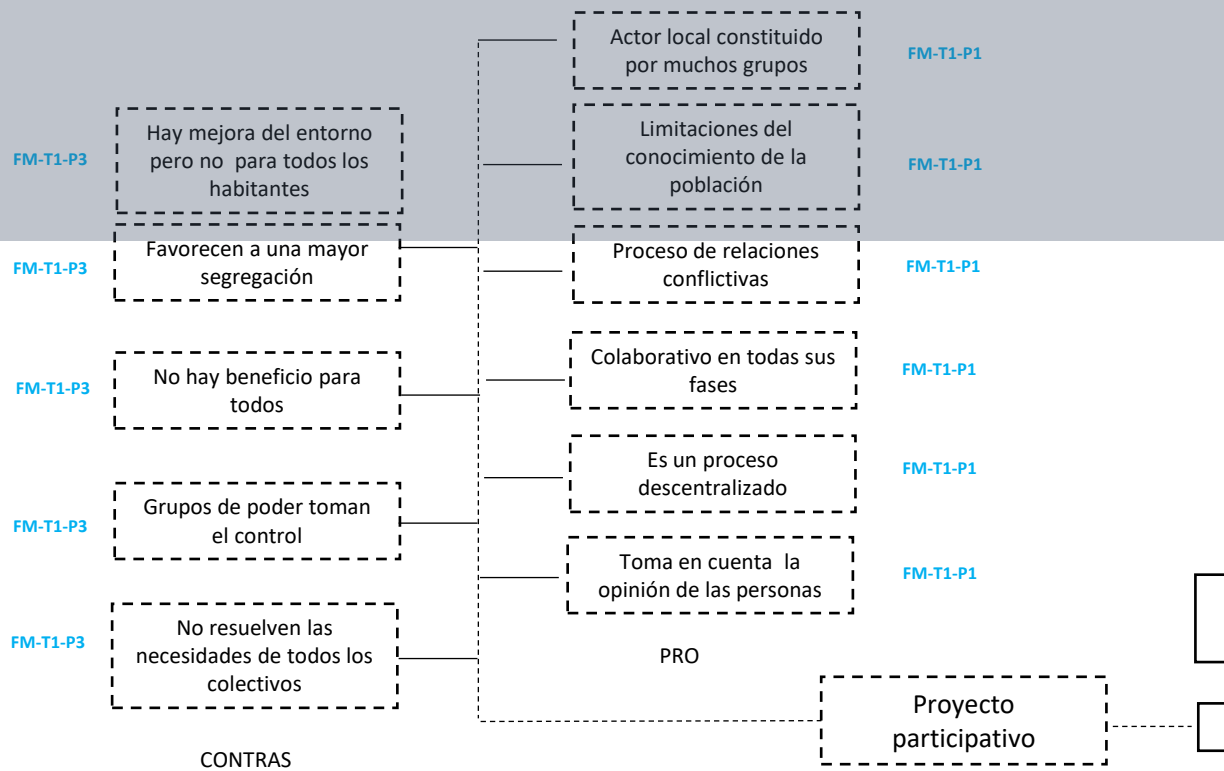 Actor local constituido
por muchos grupos
FM-T1-P1
Hay mejora del entorno
pero no para todos los
habitantes
FM-T1-P3
Limitaciones del
conocimiento de la
población
FM-T1-P1
Favorecen a una mayor
segregación
FM-T1-P3
Proceso de relaciones
conflictivas
FM-T1-P1
No hay beneficio para
todos
FM-T1-P3
Colaborativo en todas sus
fases
FM-T1-P1
Es un proceso
descentralizado
FM-T1-P1
Grupos de poder toman
el control
FM-T1-P3
Toma en cuenta la
opinión de las personas
FM-T1-P1
No resuelven las
necesidades de todos los
colectivos
FM-T1-P3
PRO
Proyecto
participativo
CONTRAS